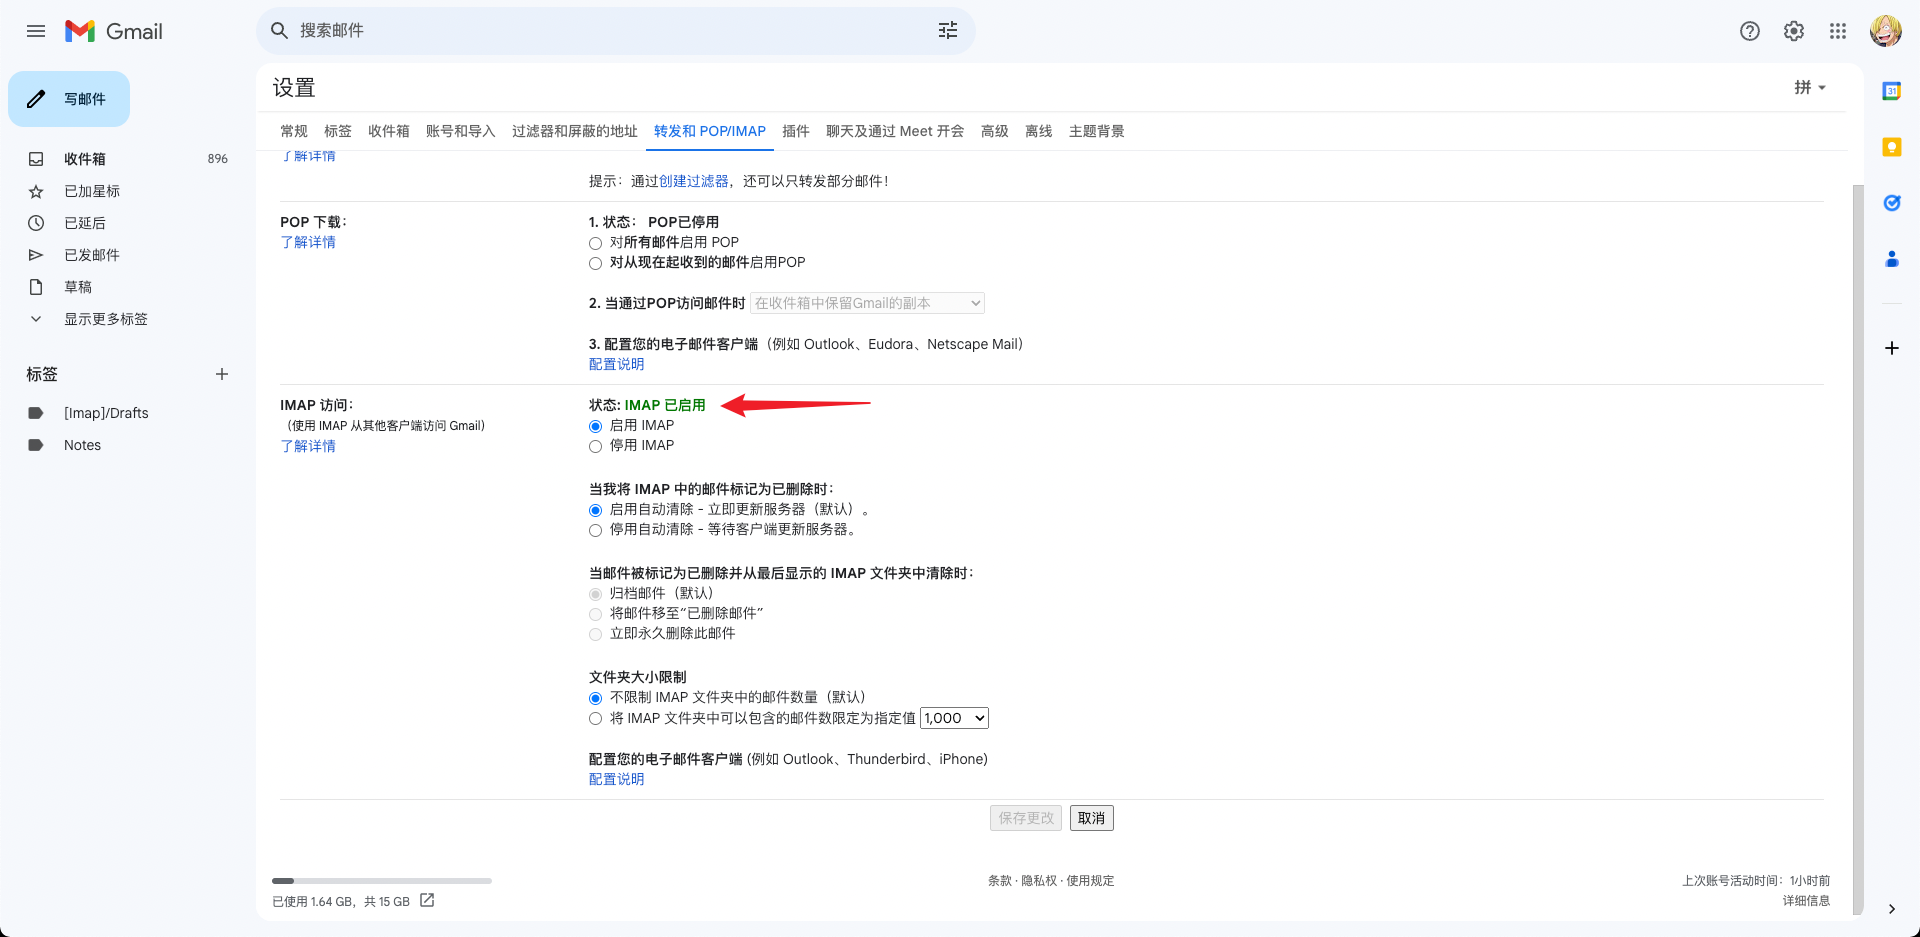 Gmail
搜索邮件
写邮件
收件箱 896
已加星标
已延后
已发邮件
草稿
显示更多标签
标签
[Imap]/Drafts
Notes
设置
拼
常规 标签 收件箱 账号和导入 过滤器和屏蔽的地址 转发和 POP/IMAP 插件 聊天及通过 Meet 开会 高级 离线 主题背景
了解详情
提示：通过创建过滤器，还可以只转发部分邮件！
POP 下载：
了解详情
1. 状态： POP已停用
对所有邮件启用 POP
对从现在起收到的邮件启用POP
2. 当通过POP访问邮件时 在收件箱中保留Gmail的副本
3. 配置您的电子邮件客户端（例如 Outlook、Eudora、Netscape Mail）
配置说明
IMAP 访问：
（使用 IMAP 从其他客户端访问 Gmail）
了解详情
状态: IMAP 已启用
启用 IMAP
停用 IMAP
当我将 IMAP 中的邮件标记为已删除时：
启用自动清除 - 立即更新服务器（默认）。
停用自动清除 - 等待客户端更新服务器。
当邮件被标记为已删除并从最后显示的 IMAP 文件夹中清除时：
归档邮件（默认）
将邮件移至“已删除邮件”
立即永久删除此邮件
文件夹大小限制
不限制 IMAP 文件夹中的邮件数量（默认）
将 IMAP 文件夹中可以包含的邮件数限定为指定值 1,000
配置您的电子邮件客户端 (例如 Outlook、Thunderbird、iPhone)
配置说明
保存更改 取消
已使用 1.64 GB，共 15 GB
条款 · 隐私权 · 使用规定
上次账号活动时间：1小时前
详细信息
31